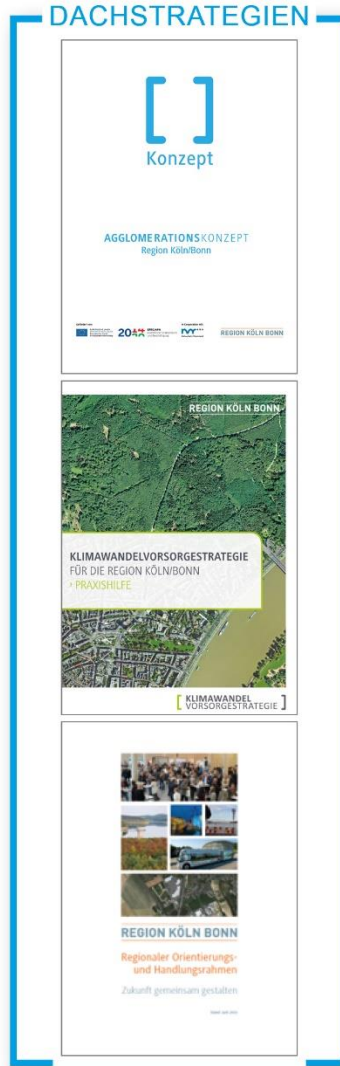 DACHSTRATEGIEN
[ ]
Konzept
AGGLOMERATIONSKONZEPT
Region Köln/Bonn
REGION KÖLN BONN
REGION KÖLN BONN
KLIMAWANDELVORSORGESTRATEGIE
FÜR DIE REGION KÖLN/BONN
› PRAXISHILFE
[ KLIMAWANDEL
VORSORGESTRATEGIE ]
REGION KÖLN BONN
Regionaler Orientierungs-
und Handlungsrahmen
Zukunft gemeinsam gestalten